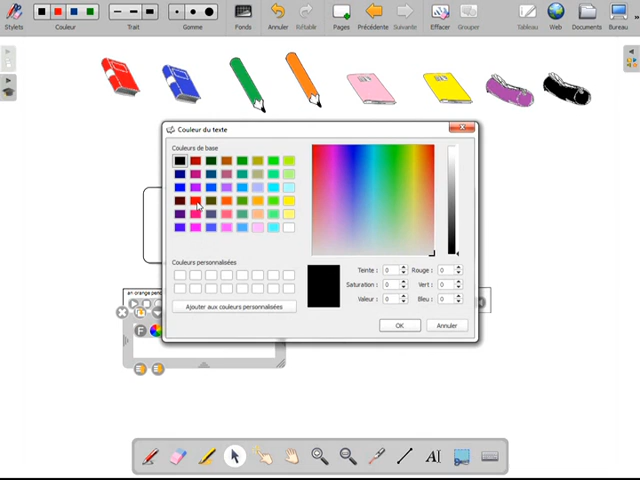 Stylets
Couleur
Trait
Gomme
Fonds
Annuler
Rétablir
Pages
Précédente
Suivante
Effacer
Grouper
Tableau
Web
Documents
Bureau
Couleur du texte
Couleurs de base
Couleurs personnalisées
Ajouter aux couleurs personnalisées
Teinte : 0 Rouge : 0
Saturation : 0 Vert : 0
Valeur : 0 Bleu : 0
OK Annuler
an orange pencil
F
AI